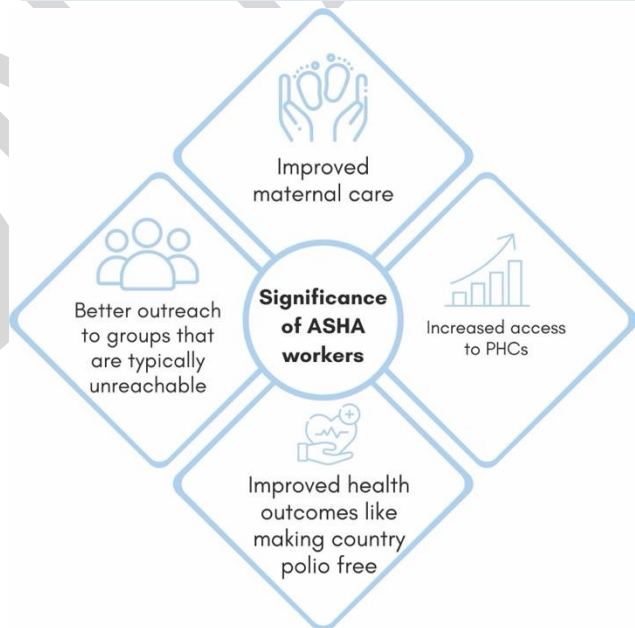 Improved
maternal care
Better outreach
to groups that
are typically
unreachable
Significance
of ASHA
workers
Increased access
to PHCs
Improved health
outcomes like
making country
polio free